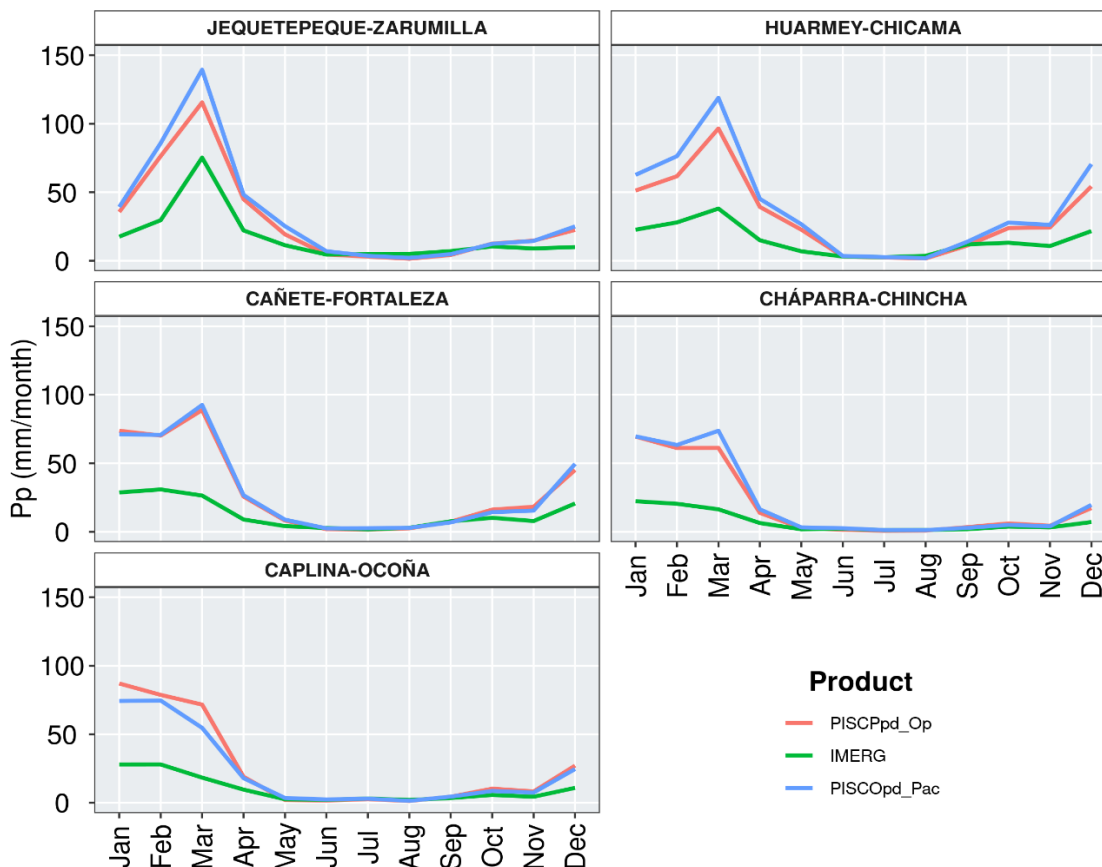 JEQUETEPEQUE-ZARUMILLA
HUARMEY-CHICAMA
150
100
50
0
CAÑETE-FORTALEZA
CHÁPARRA-CHINCHA
Pp (mm/month)
150
100
50
0
Jan Feb Mar Apr May Jun Jul Aug Sep Oct Nov Dec
CAPLINA-OCOÑA
150
100
50
0
Jan Feb Mar Apr May Jun Jul Aug Sep Oct Nov Dec
Product
PISCPpd_Op
IMERG
PISCOpd_Pac